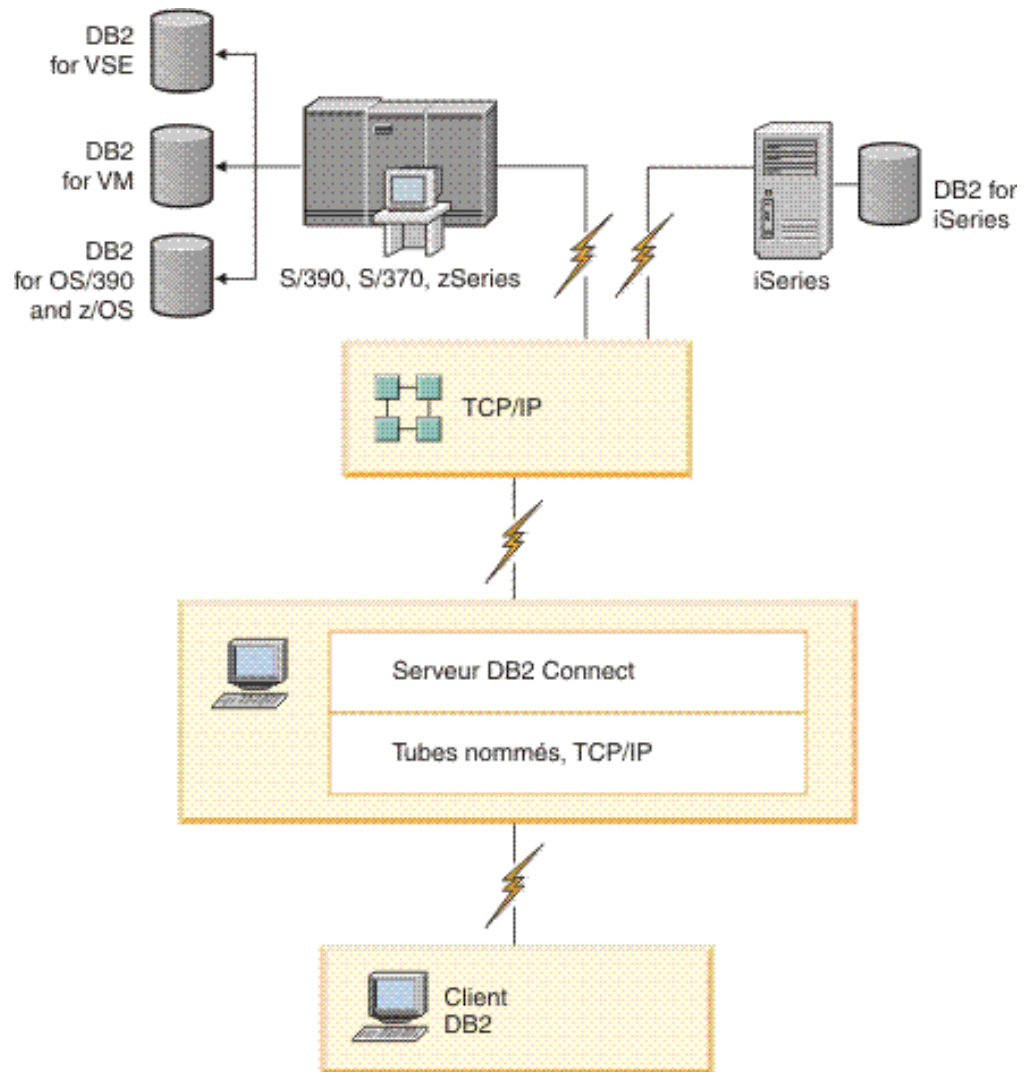 DB2
for VSE
DB2
for VM
DB2
for OS/390
and z/OS
S/390, S/370, zSeries
iSeries
DB2 for
iSeries
TCP/IP
Serveur DB2 Connect
Tubes nommés, TCP/IP
Client
DB2